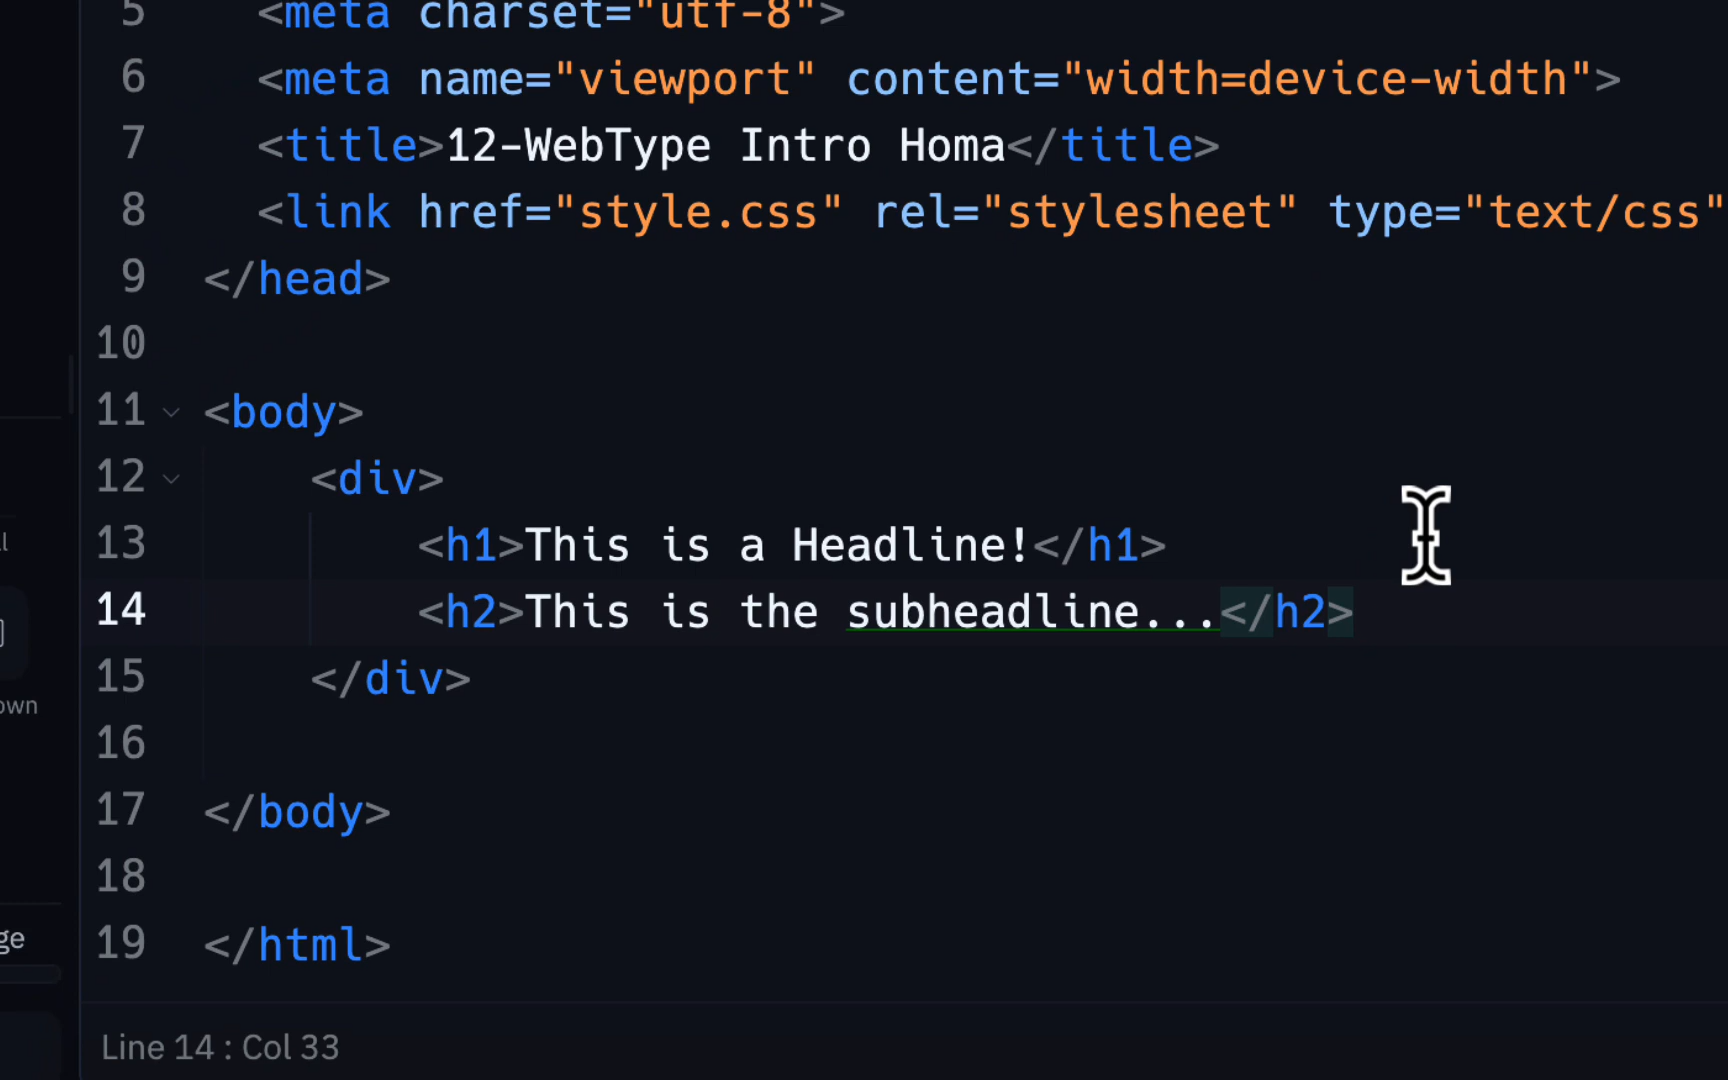 5 <meta charset="utf-8">
6 <meta name="viewport" content="width=device-width">
7 <title>12-WebType Intro Homa</title>
8 <link href="style.css" rel="stylesheet" type="text/css"
9 </head>
10
11 <body>
12 <div>
13 <h1>This is a Headline!</h1>
14 <h2>This is the subheadline...</h2>
15 </div>
16
17 </body>
18
19 </html>
own
ge
Line 14 : Col 33